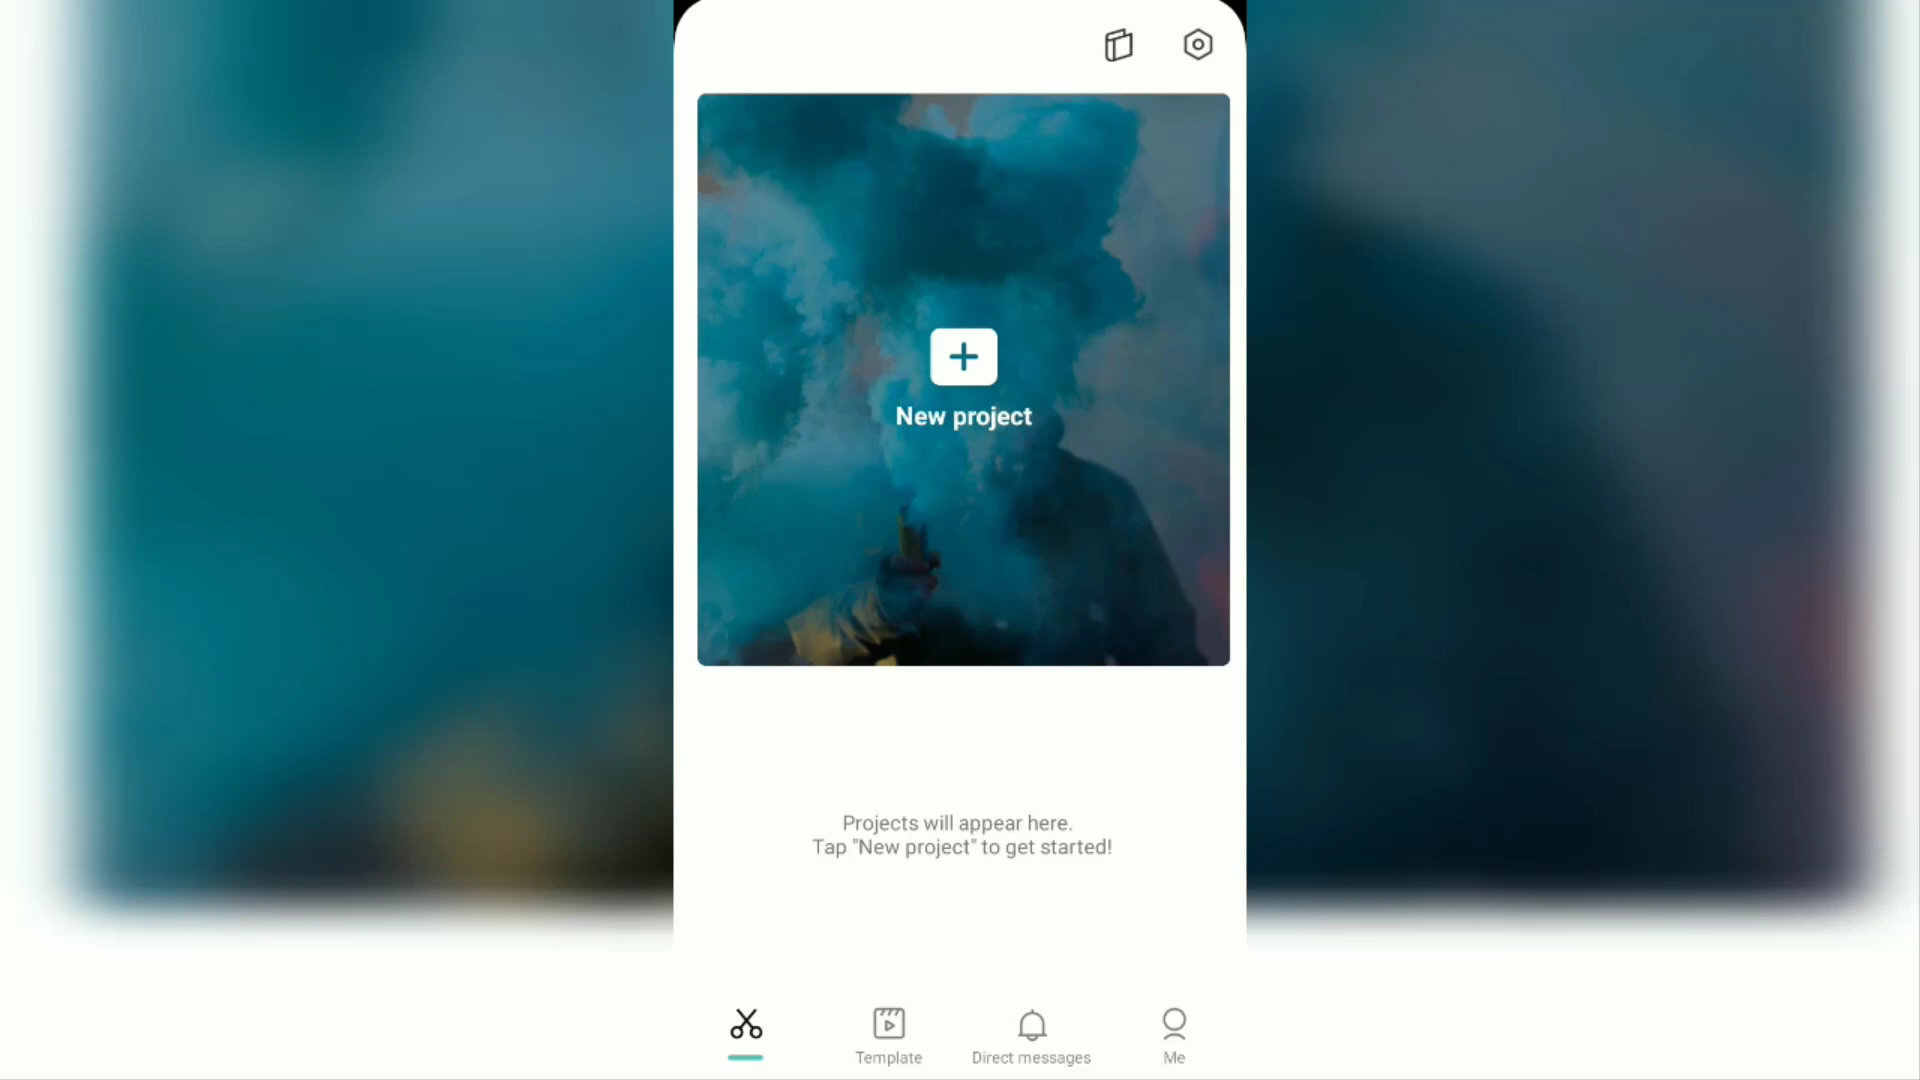 New project
Projects will appear here.
Tap "New project" to get started!
Template
Direct messages
Me